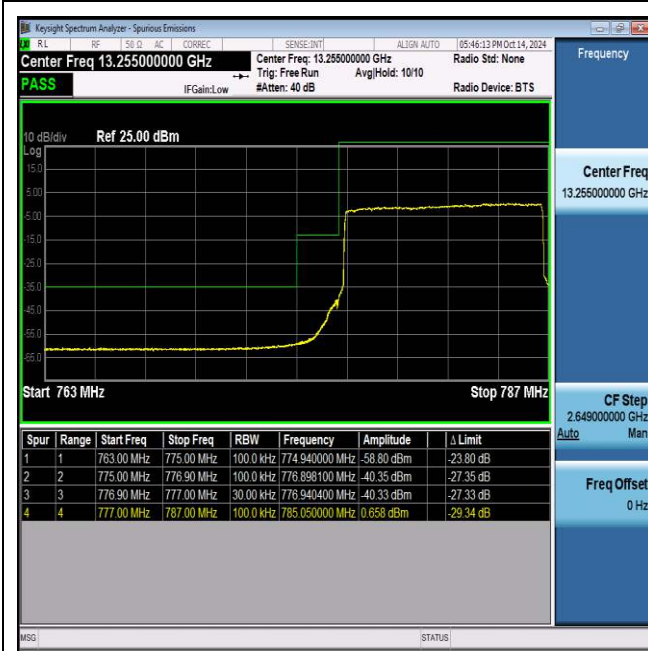 Keysight Spectrum Analyzer - Spurious Emissions
RL RF 50 Ω AC CORREC SENSE:INT ALIGN AUTO 05:46:13 PM Oct 14, 2024
Center Freq 13.255000000 GHz
PASS
IFGain:Low
Center Freq: 13.255000000 GHz
Trig: Free Run Avg|Hold: 10/10
#Atten: 40 dB
Radio Std: None
Radio Device: BTS
10 dB/div Ref 25.00 dBm
Log
15.0
5.00
-5.00
-15.0
-25.0
-35.0
-45.0
-55.0
-65.0
Start 763 MHz Stop 787 MHz
Spur Range Start Freq Stop Freq RBW Frequency Amplitude Δ Limit
1 1 763.00 MHz 775.00 MHz 100.0 kHz 774.940000 MHz -58.80 dBm -23.80 dB
2 2 775.00 MHz 776.90 MHz 100.0 kHz 776.898100 MHz -40.35 dBm -27.35 dB
3 3 776.90 MHz 777.00 MHz 30.00 kHz 776.940400 MHz -40.33 dBm -27.33 dB
4 4 777.00 MHz 787.00 MHz 100.0 kHz 785.050000 MHz 0.658 dBm -29.34 dB
MSG STATUS
Frequency
Center Freq
13.255000000 GHz
CF Step
2.649000000 GHz
Auto Man
Freq Offset
0 Hz